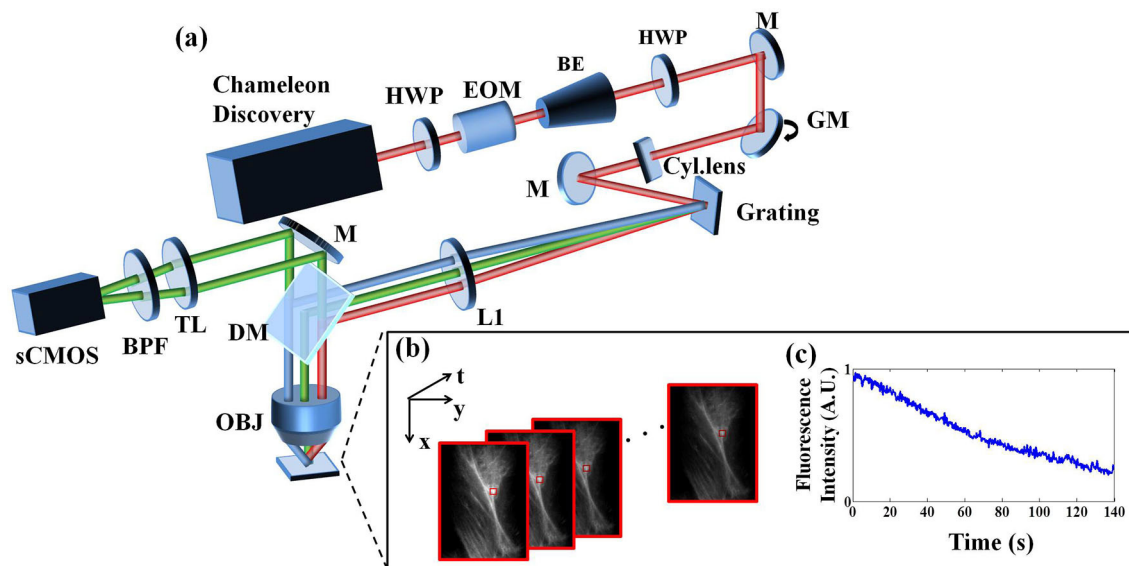 (a)
Chameleon
Discovery
HWP
EOM
BE
HWP
M
GM
Cyl.lens
M
Grating
M
L1
DM
TL
BPF
sCMOS
OBJ
(b)
t
y
x
(c)
Fluorescence
Intensity (A.U.)
1
0
0 20 40 60 80 100 120 140
Time (s)